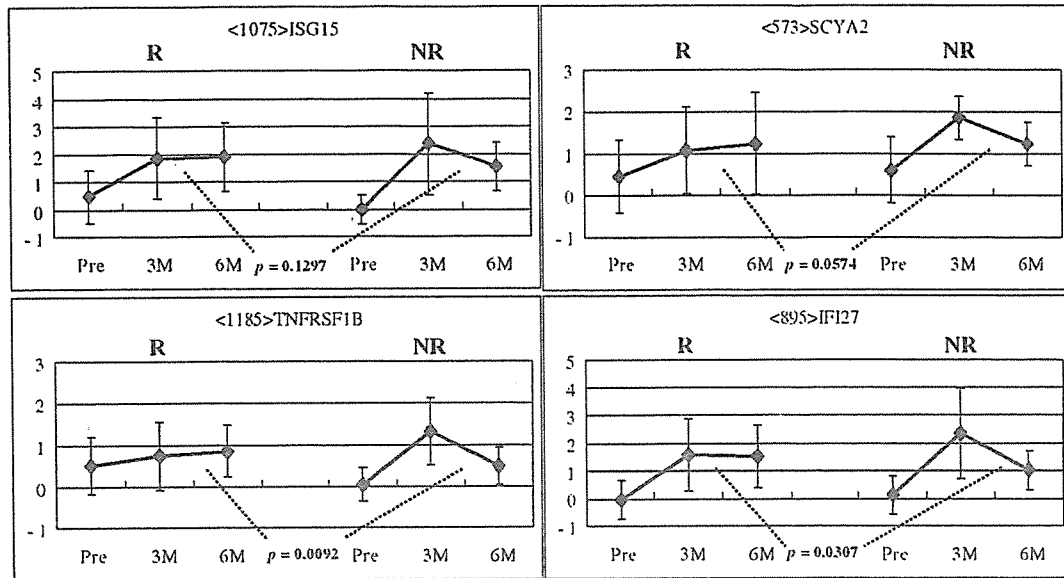 <1075>ISG15
R NR
5
4
3
2
1
0
-1
Pre 3M 6M p = 0.1297 Pre 3M 6M
<573>SCYA2
R NR
3
2
1
0
-1
Pre 3M 6M p = 0.0574 Pre 3M 6M
<1185>TNFRSF1B
R NR
3
2
1
0
-1
Pre 3M 6M p = 0.0092 Pre 3M 6M
<895>IFI27
R NR
5
4
3
2
1
0
-1
Pre 3M 6M p = 0.0307 Pre 3M 6M